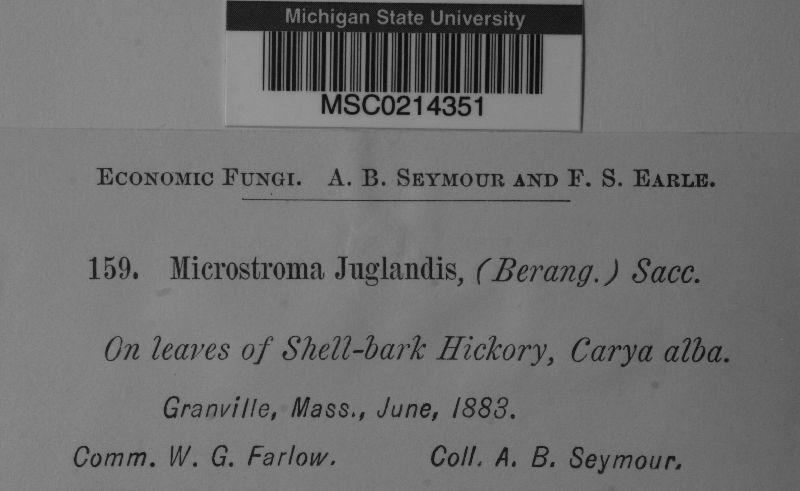 Michigan State University
MSC0214351
Economic Fungi. A. B. Seymour and F. S. Earle.
159. Microstroma Juglandis, (Berang.) Sacc.
On leaves of Shell-bark Hickory, Carya alba.
Granville, Mass., June, 1883.
Comm. W. G. Farlow. Coll. A. B. Seymour.